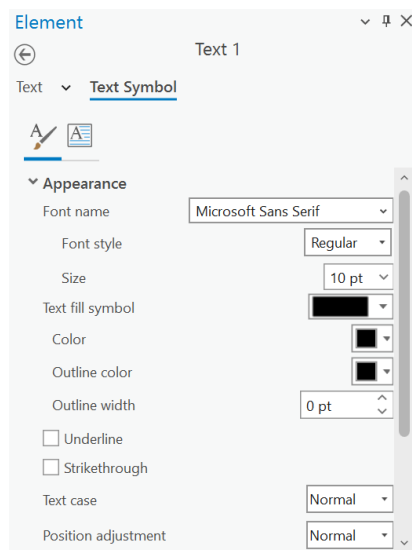 Element
Text 1
Text Text Symbol
A A
Appearance
Font name Microsoft Sans Serif
Font style Regular
Size 10 pt
Text fill symbol
Color
Outline color
Outline width 0 pt
Underline
Strikethrough
Text case Normal
Position adjustment Normal